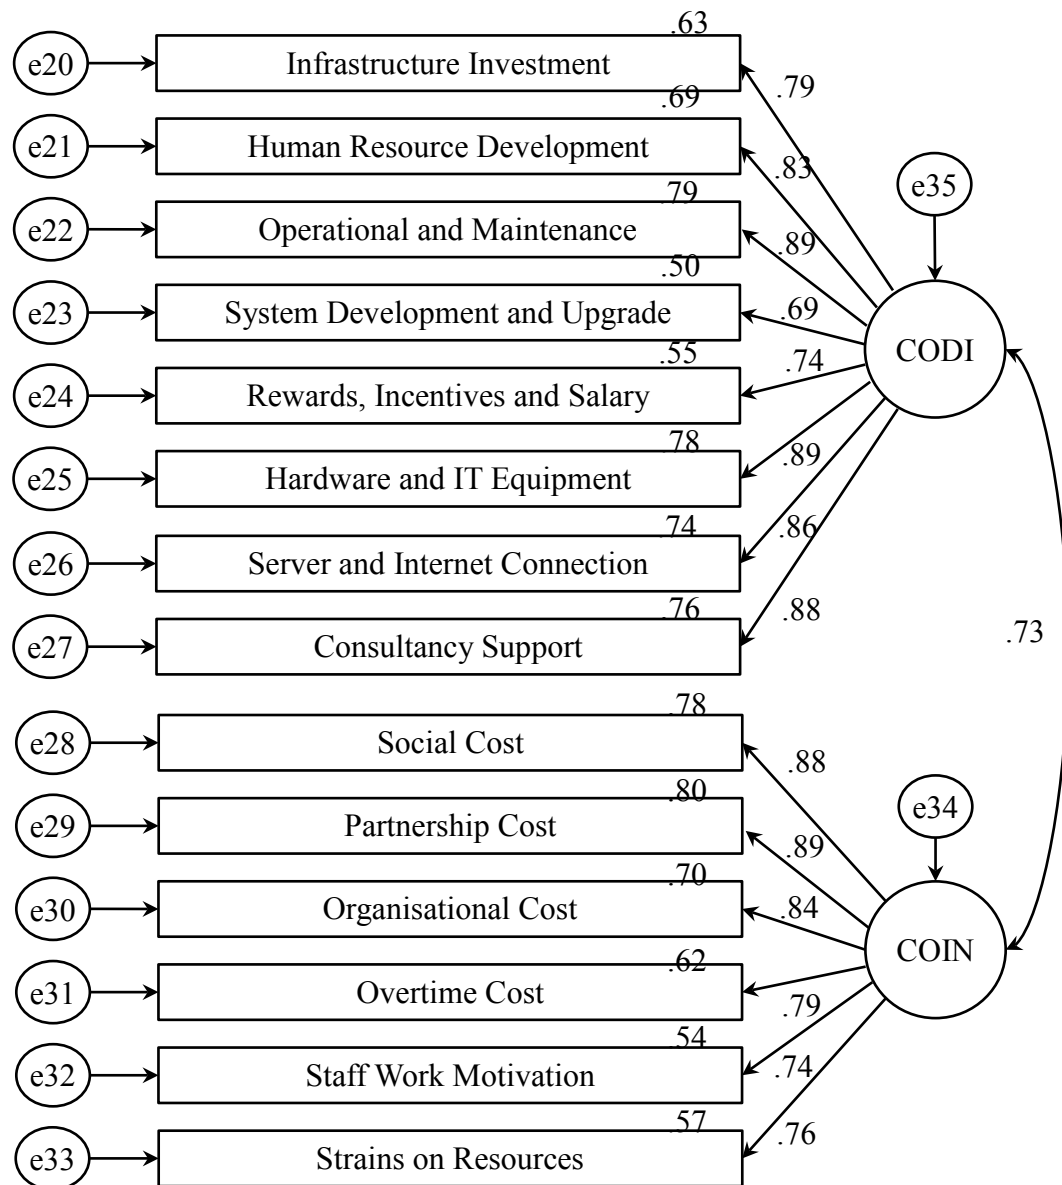 .63
e20 Infrastructure Investment .79
.69
e21 Human Resource Development .83
e35
.79
e22 Operational and Maintenance .89
.50
e23 System Development and Upgrade .69
CODI
.55
e24 Rewards, Incentives and Salary .74
.78
e25 Hardware and IT Equipment .89
.74
e26 Server and Internet Connection .86
.76
e27 Consultancy Support .88
.73
.78
e28 Social Cost .88
.80
e29 Partnership Cost .89
e34
.70
e30 Organisational Cost .84
COIN
.62
e31 Overtime Cost .79
.54
e32 Staff Work Motivation .74
.57
e33 Strains on Resources .76